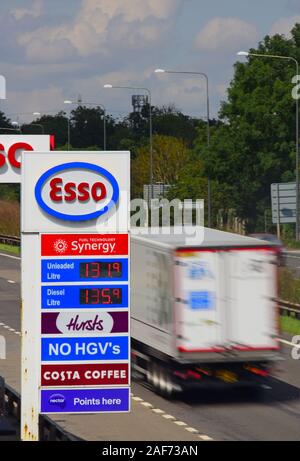 Esso
FUEL TECHNOLOGY
Synergy
Unleaded
Litre
131.9
Diesel
Litre
135.9
Hursts
NO HGV's
COSTA COFFEE
nectar Points here